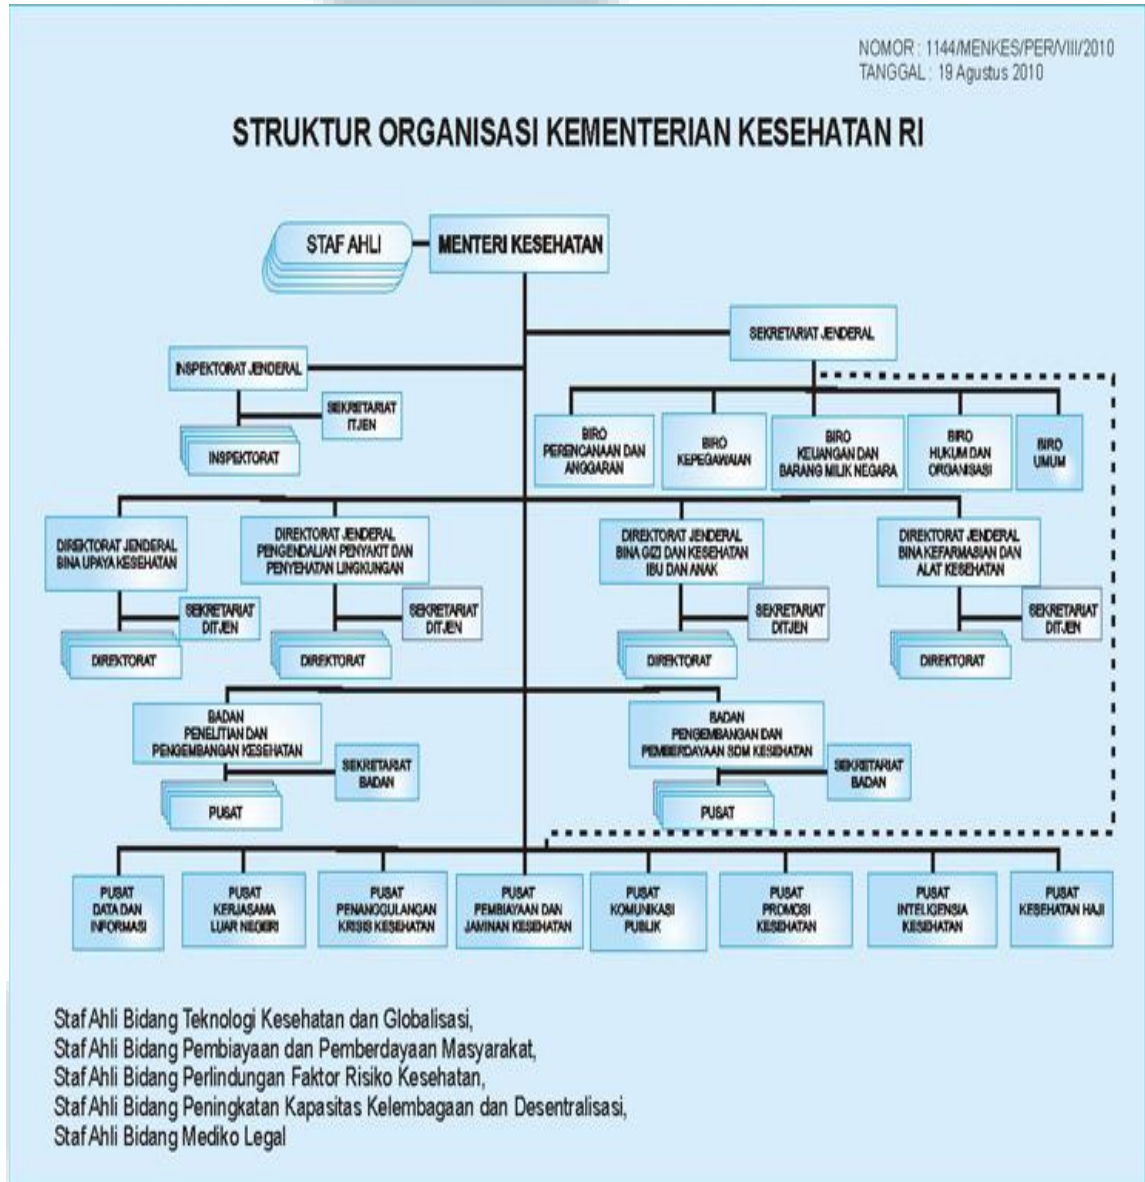 NOMOR : 1144/MENKES/PER/VIII/2010
TANGGAL : 19 Agustus 2010
STRUKTUR ORGANISASI KEMENTERIAN KESEHATAN RI
STAF AHLI
MENTERI KESEHATAN
SEKRETARIAT JENDERAL
INSPEKTORAT JENDERAL
SEKRETARIAT
ITJEN
INSPEKTORAT
BIRO
PERENCANAAN DAN
ANGGARAN
BIRO
KEPEGAWAIAN
BIRO
KEUANGAN DAN
BARANG MILIK NEGARA
BIRO
HUKUM DAN
ORGANISASI
BIRO
UMUM
DIREKTORAT JENDERAL
BINA UPAYA KESEHATAN
SEKRETARIAT
DITJEN
DIREKTORAT
DIREKTORAT JENDERAL
PENGENDALIAN PENYAKIT DAN
PENYEHATAN LINGKUNGAN
SEKRETARIAT
DITJEN
DIREKTORAT
DIREKTORAT JENDERAL
BINA GIZI DAN KESEHATAN
IBU DAN ANAK
SEKRETARIAT
DITJEN
DIREKTORAT
DIREKTORAT JENDERAL
BINA KEFARMASIAN DAN
ALAT KESEHATAN
SEKRETARIAT
DITJEN
DIREKTORAT
BADAN
PENELITIAN DAN
PENGEMBANGAN KESEHATAN
SEKRETARIAT
BADAN
PUSAT
BADAN
PENGEMBANGAN DAN
PEMBERDAYAAN SDM KESEHATAN
SEKRETARIAT
BADAN
PUSAT
PUSAT
DATA DAN
INFORMASI
PUSAT
KERJASAMA
LUAR NEGERI
PUSAT
PENANGGULANGAN
KRISIS KESEHATAN
PUSAT
PEMBIAYAAN DAN
JAMINAN KESEHATAN
PUSAT
KOMUNIKASI
PUBLIK
PUSAT
PROMOSI
KESEHATAN
PUSAT
INTELIGENSIA
KESEHATAN
PUSAT
KESEHATAN HAJI
Staf Ahli Bidang Teknologi Kesehatan dan Globalisasi,
Staf Ahli Bidang Pembiayaan dan Pemberdayaan Masyarakat,
Staf Ahli Bidang Perlindungan Faktor Risiko Kesehatan,
Staf Ahli Bidang Peningkatan Kapasitas Kelembagaan dan Desentralisasi,
Staf Ahli Bidang Mediko Legal